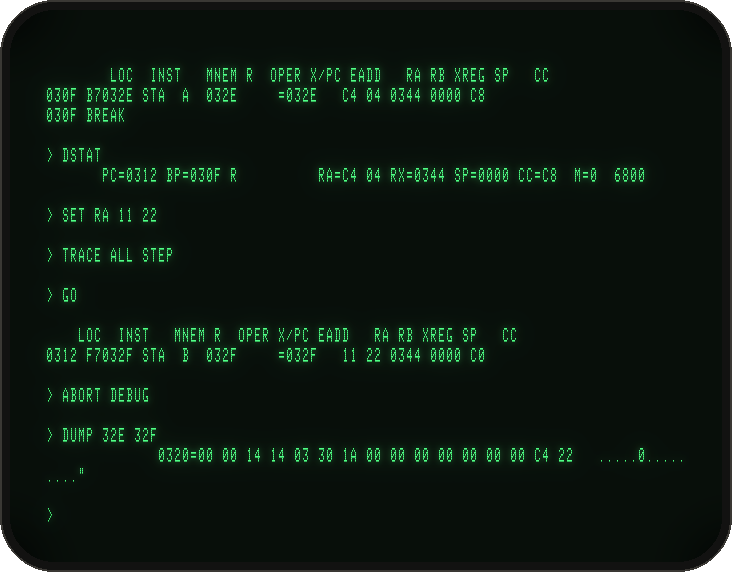 LOC  INST   MNEM R  OPER X/PC EADD   RA RB XREG SP   CC
030F B7032E STA  A  032E     =032E   C4 04 0344 0000 C8
030F BREAK
> DSTAT
PC=0312 BP=030F R          RA=C4 04 RX=0344 SP=0000 CC=C8  M=0  6800
> SET RA 11 22
> TRACE ALL STEP
> GO
LOC  INST   MNEM R  OPER X/PC EADD   RA RB XREG SP   CC
0312 F7032F STA  B  032F     =032F   11 22 0344 0000 C0
> ABORT DEBUG
> DUMP 32E 32F
0320=00 00 14 14 03 30 1A 00 00 00 00 00 00 00 C4 22   .....0.....
...."
>